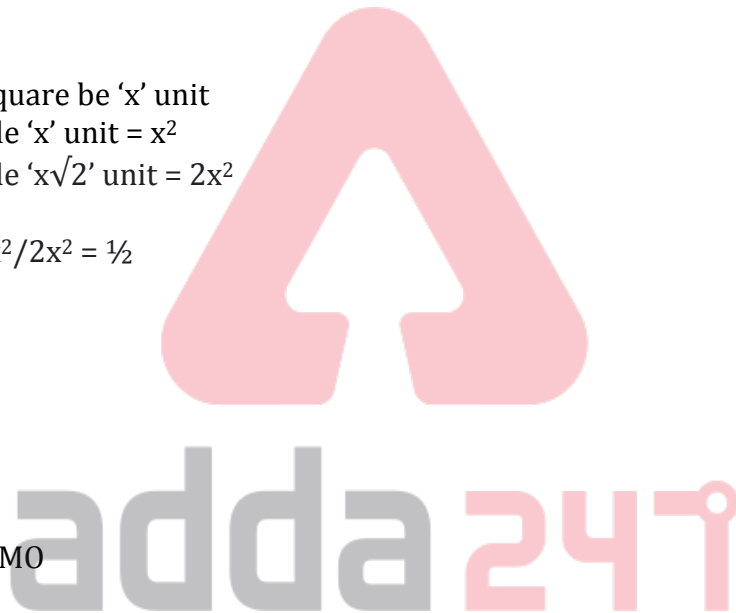 quare be ‘x’ unit
le ‘x’ unit = x²
le ‘x√2’ unit = 2x²
²/2x² = ½
MO
adda247